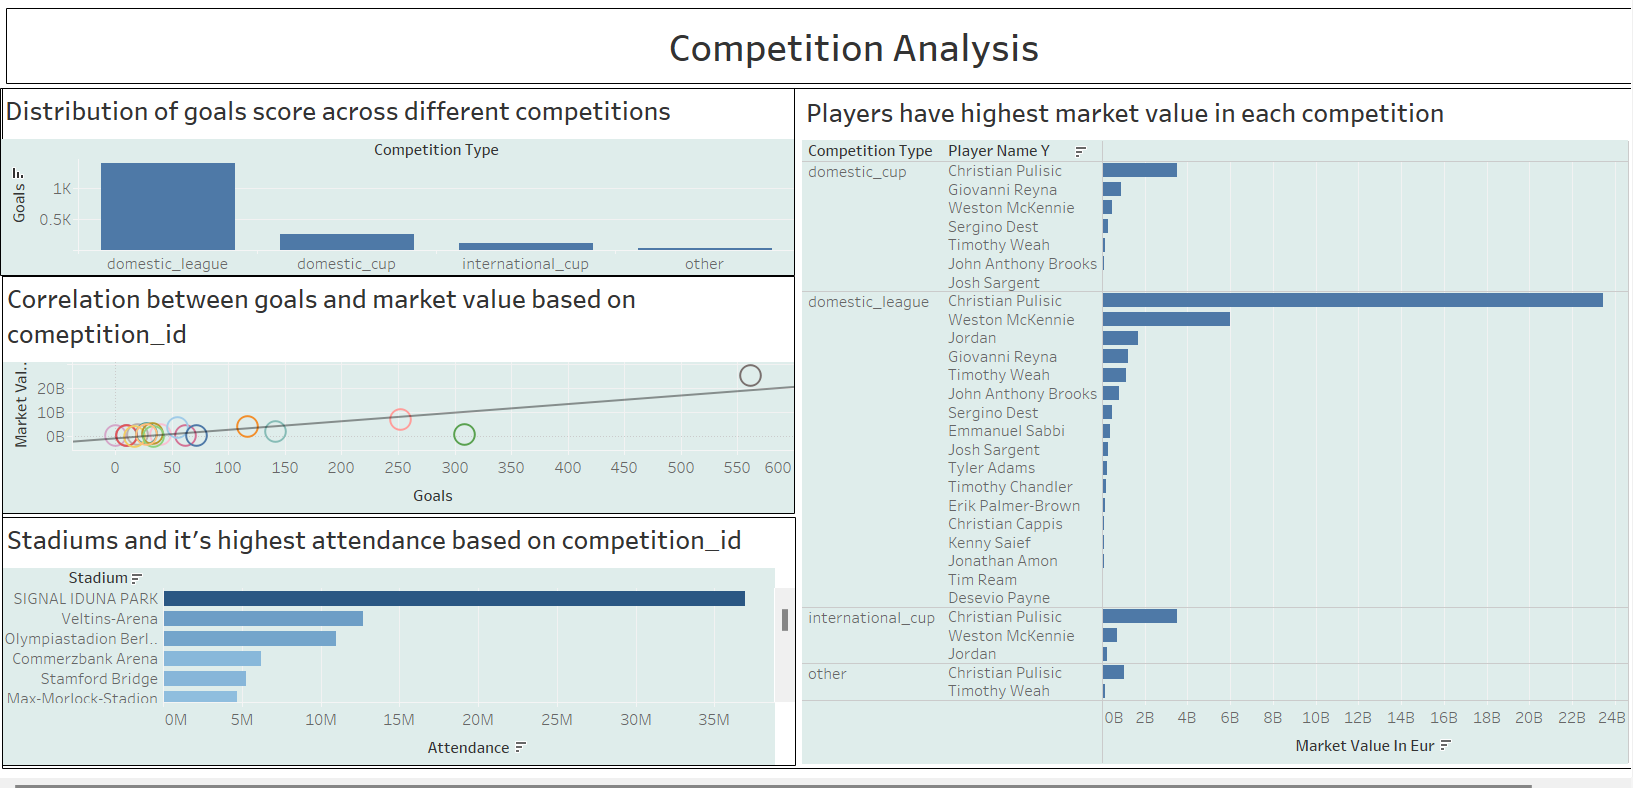 Competition Analysis
Distribution of goals score across different competitions
Competition Type
Goals
1K
0.5K
domestic_league domestic_cup international_cup other
Correlation between goals and market value based on
comeptition_id
Market Val..
20B
10B
0B
0 50 100 150 200 250 300 350 400 450 500 550 600
Goals
Stadiums and it's highest attendance based on competition_id
Stadium
SIGNAL IDUNA PARK
Veltins-Arena
Olympiastadion Berl..
Commerzbank Arena
Stamford Bridge
Max-Morlock-Stadion
0M 5M 10M 15M 20M 25M 30M 35M
Attendance
Players have highest market value in each competition
Competition Type Player Name Y
domestic_cup Christian Pulisic
Giovanni Reyna
Weston McKennie
Sergino Dest
Timothy Weah
John Anthony Brooks
Josh Sargent
domestic_league Christian Pulisic
Weston McKennie
Jordan
Giovanni Reyna
Timothy Weah
John Anthony Brooks
Sergino Dest
Emmanuel Sabbi
Josh Sargent
Tyler Adams
Timothy Chandler
Erik Palmer-Brown
Christian Cappis
Kenny Saief
Jonathan Amon
Tim Ream
Desevio Payne
international_cup Christian Pulisic
Weston McKennie
Jordan
other Christian Pulisic
Timothy Weah
0B 2B 4B 6B 8B 10B 12B 14B 16B 18B 20B 22B 24B
Market Value In Eur